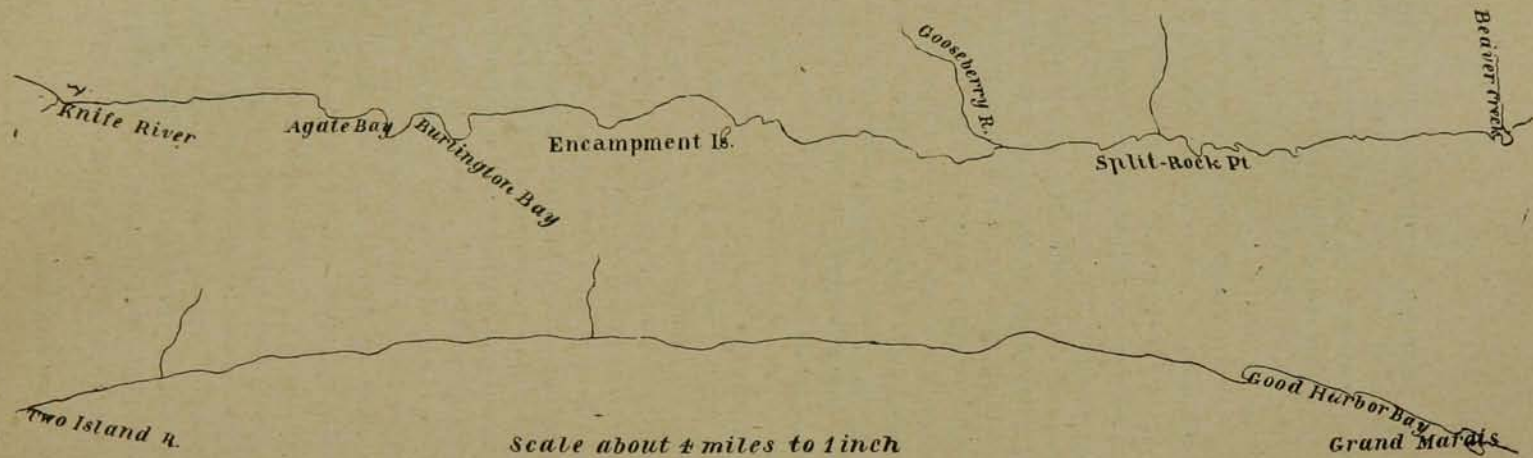 Knife River
Agate Bay
Burlington Bay
Encampment Is.
Gooseberry R.
Split-Rock Pt
Beaver Creek
Two Island R.
Good Harbor Bay
Grand Marais
Scale about 4 miles to 1 inch